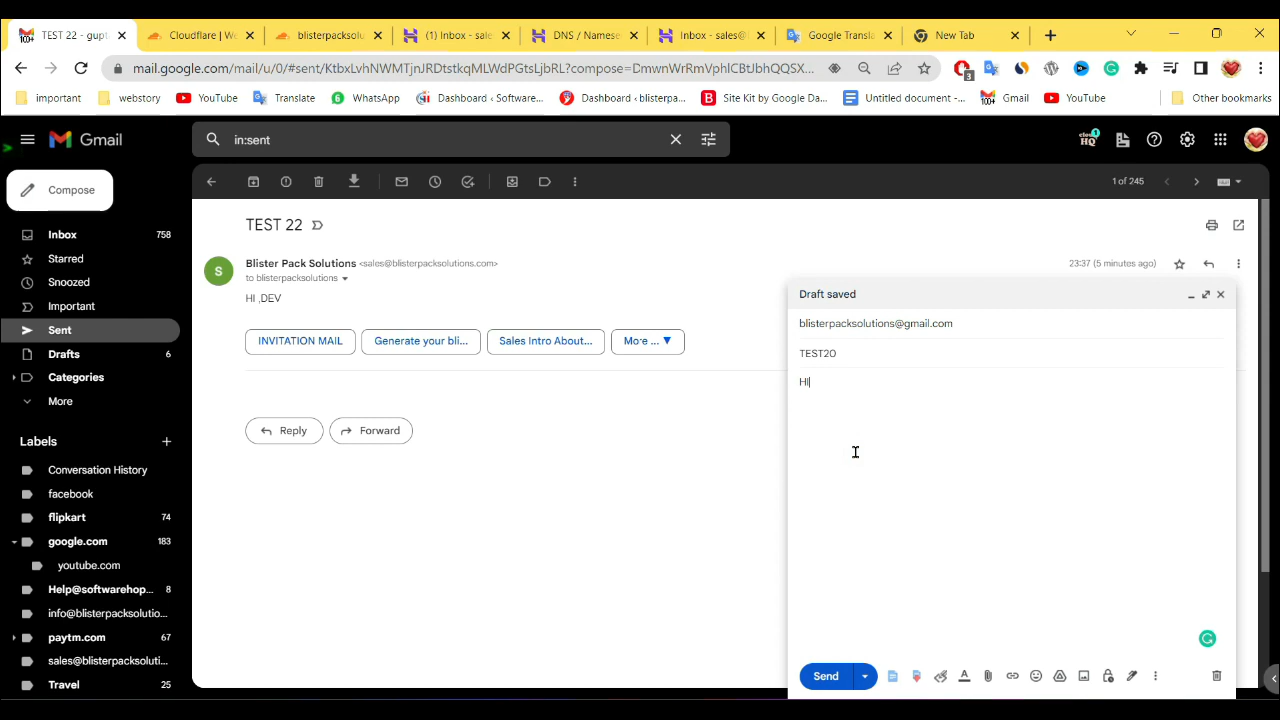 TEST 22 - gupt
Cloudflare | We
blisterpacksolu
(1) Inbox - sale
DNS / Namese
Inbox - sales@
Google Transla
New Tab
mail.google.com/mail/u/0/#sent/KtbxLvhNWMTinJRDtstkqMLWdPGtsLjbRL?compose=DmwnWrRmVphlCBtJbhQQSX...
important
webstory
YouTube
Translate
WhatsApp
Dashboard ‹ Software...
Dashboard ‹ blisterpa...
Site Kit by Google Da...
Untitled document -...
Gmail
YouTube
Other bookmarks
Gmail
in:sent
cloudHQ
Compose
1 of 245
Inbox 758
Starred
Snoozed
Important
Sent
Drafts 6
Categories
More
Labels
Conversation History
facebook
flipkart 74
google.com 183
youtube.com
Help@softwarehop... 8
info@blisterpacksolutio...
paytm.com 67
sales@blisterpacksoluti...
Travel 25
TEST 22
Blister Pack Solutions <sales@blisterpacksolutions.com>
23:37 (5 minutes ago)
to blisterpacksolutions
HI ,DEV
INVITATION MAIL
Generate your bli...
Sales Intro About...
More ... ▼
Reply
Forward
Draft saved
blisterpacksolutions@gmail.com
TEST20
HI
Send